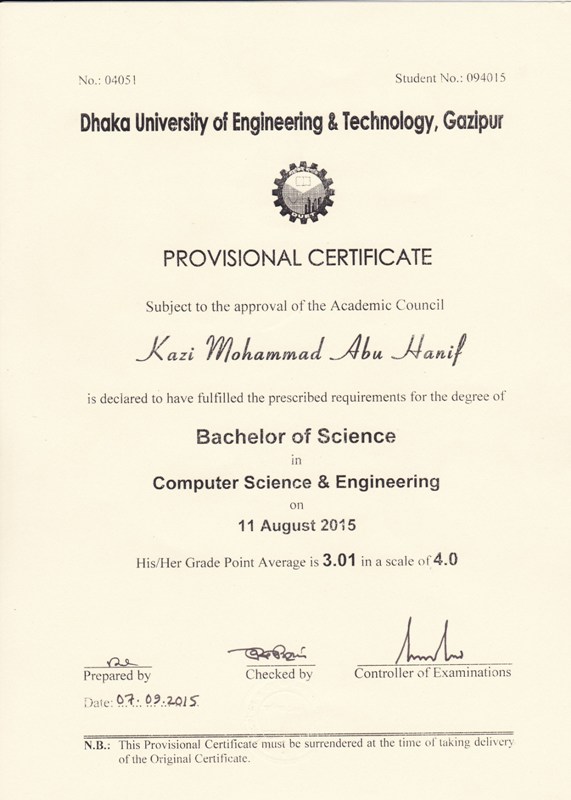 No.: 04051 Student No.: 094015
Dhaka University of Engineering & Technology, Gazipur
PROVISIONAL CERTIFICATE
Subject to the approval of the Academic Council
Kazi Mohammad Abu Hanif
is declared to have fulfilled the prescribed requirements for the degree of
Bachelor of Science
in
Computer Science & Engineering
on
11 August 2015
His/Her Grade Point Average is 3.01 in a scale of 4.0
Prepared by Checked by Controller of Examinations
Date: 07.09.2015
N.B.: This Provisional Certificate must be surrendered at the time of taking delivery
of the Original Certificate.